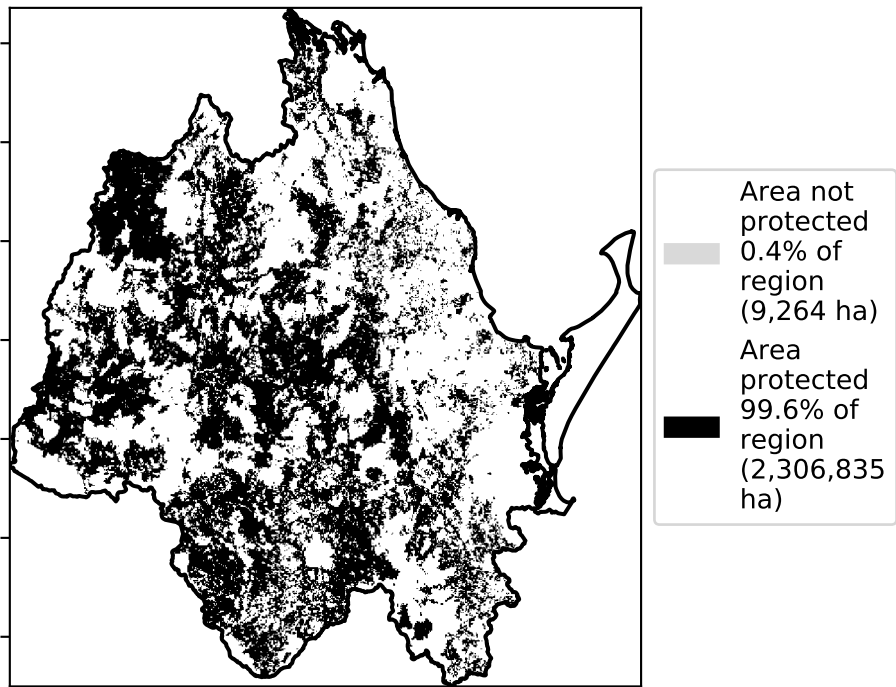 Area not
protected
0.4% of
region
(9,264 ha)
Area
protected
99.6% of
region
(2,306,835
ha)